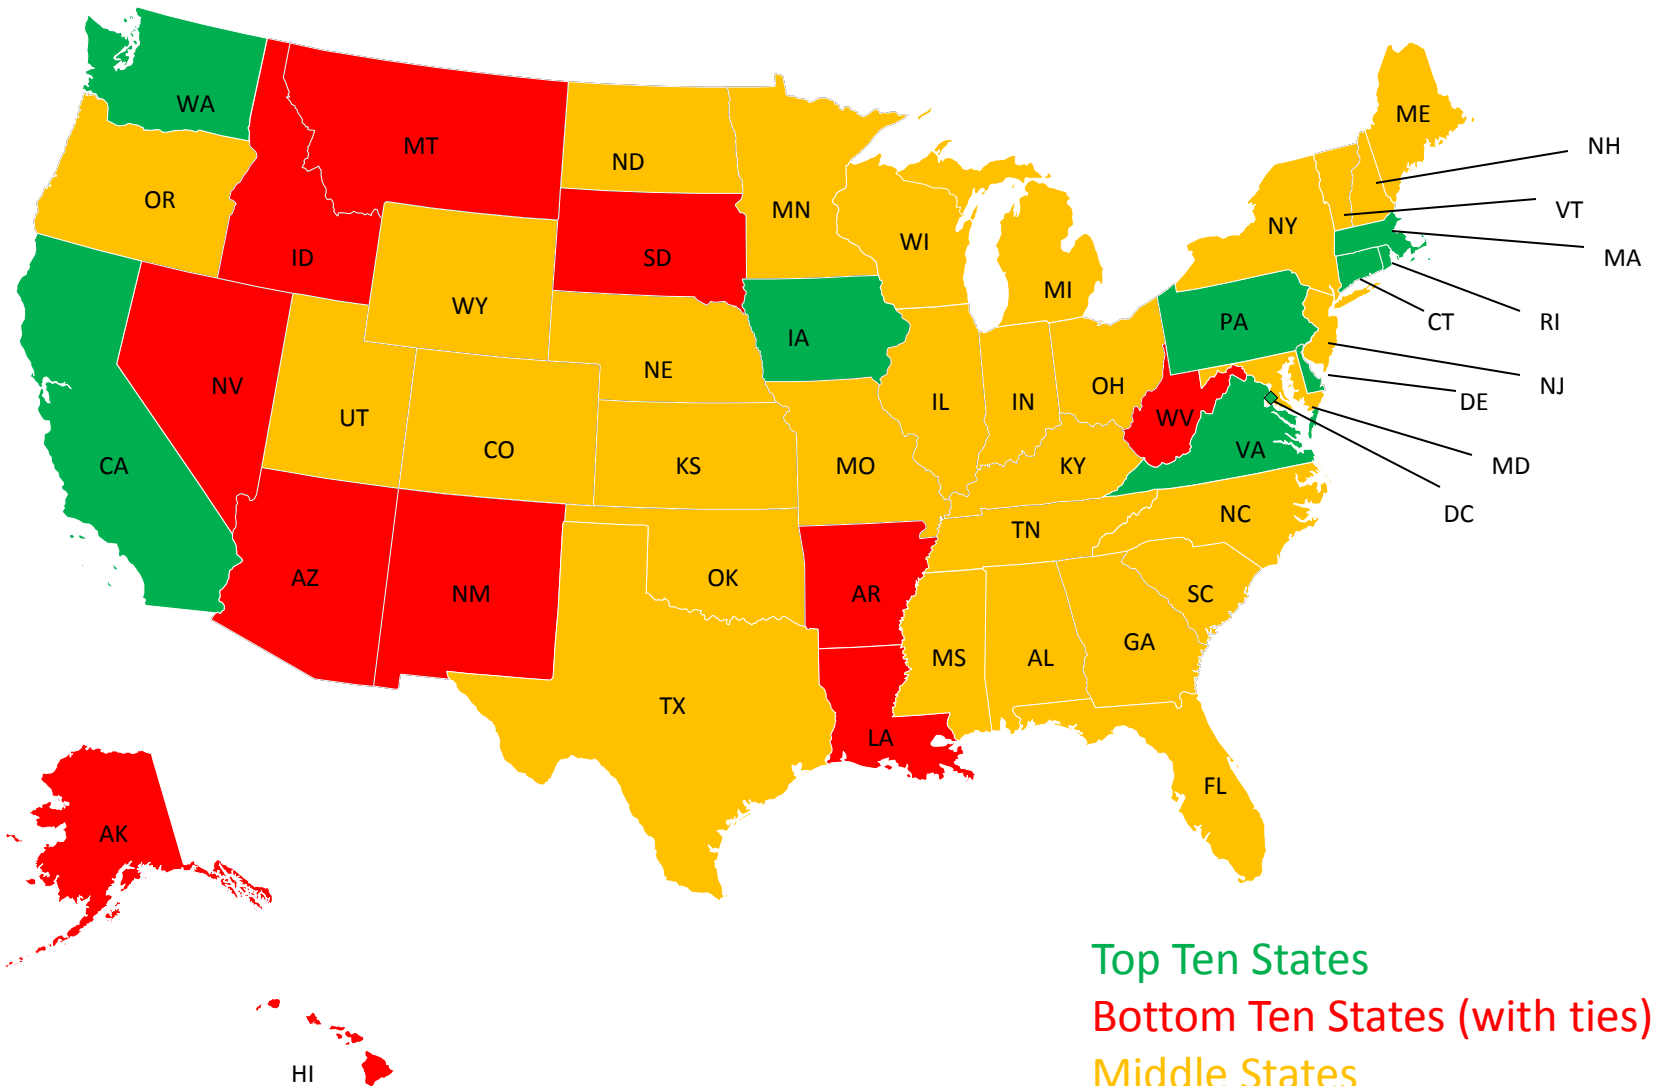 WA
MT
ND
ME
NH
OR
MN
VT
NY
WI
ID
SD
MA
MI
WY
PA
CT
RI
IA
NE
NV
OH
NJ
UT
IL
IN
DE
WV
CO
VA
CA
KS
MO
KY
MD
NC
DC
TN
AZ
NM
OK
AR
SC
GA
MS
AL
TX
LA
FL
AK
Top Ten States
Bottom Ten States (with ties)
HI
Middle States